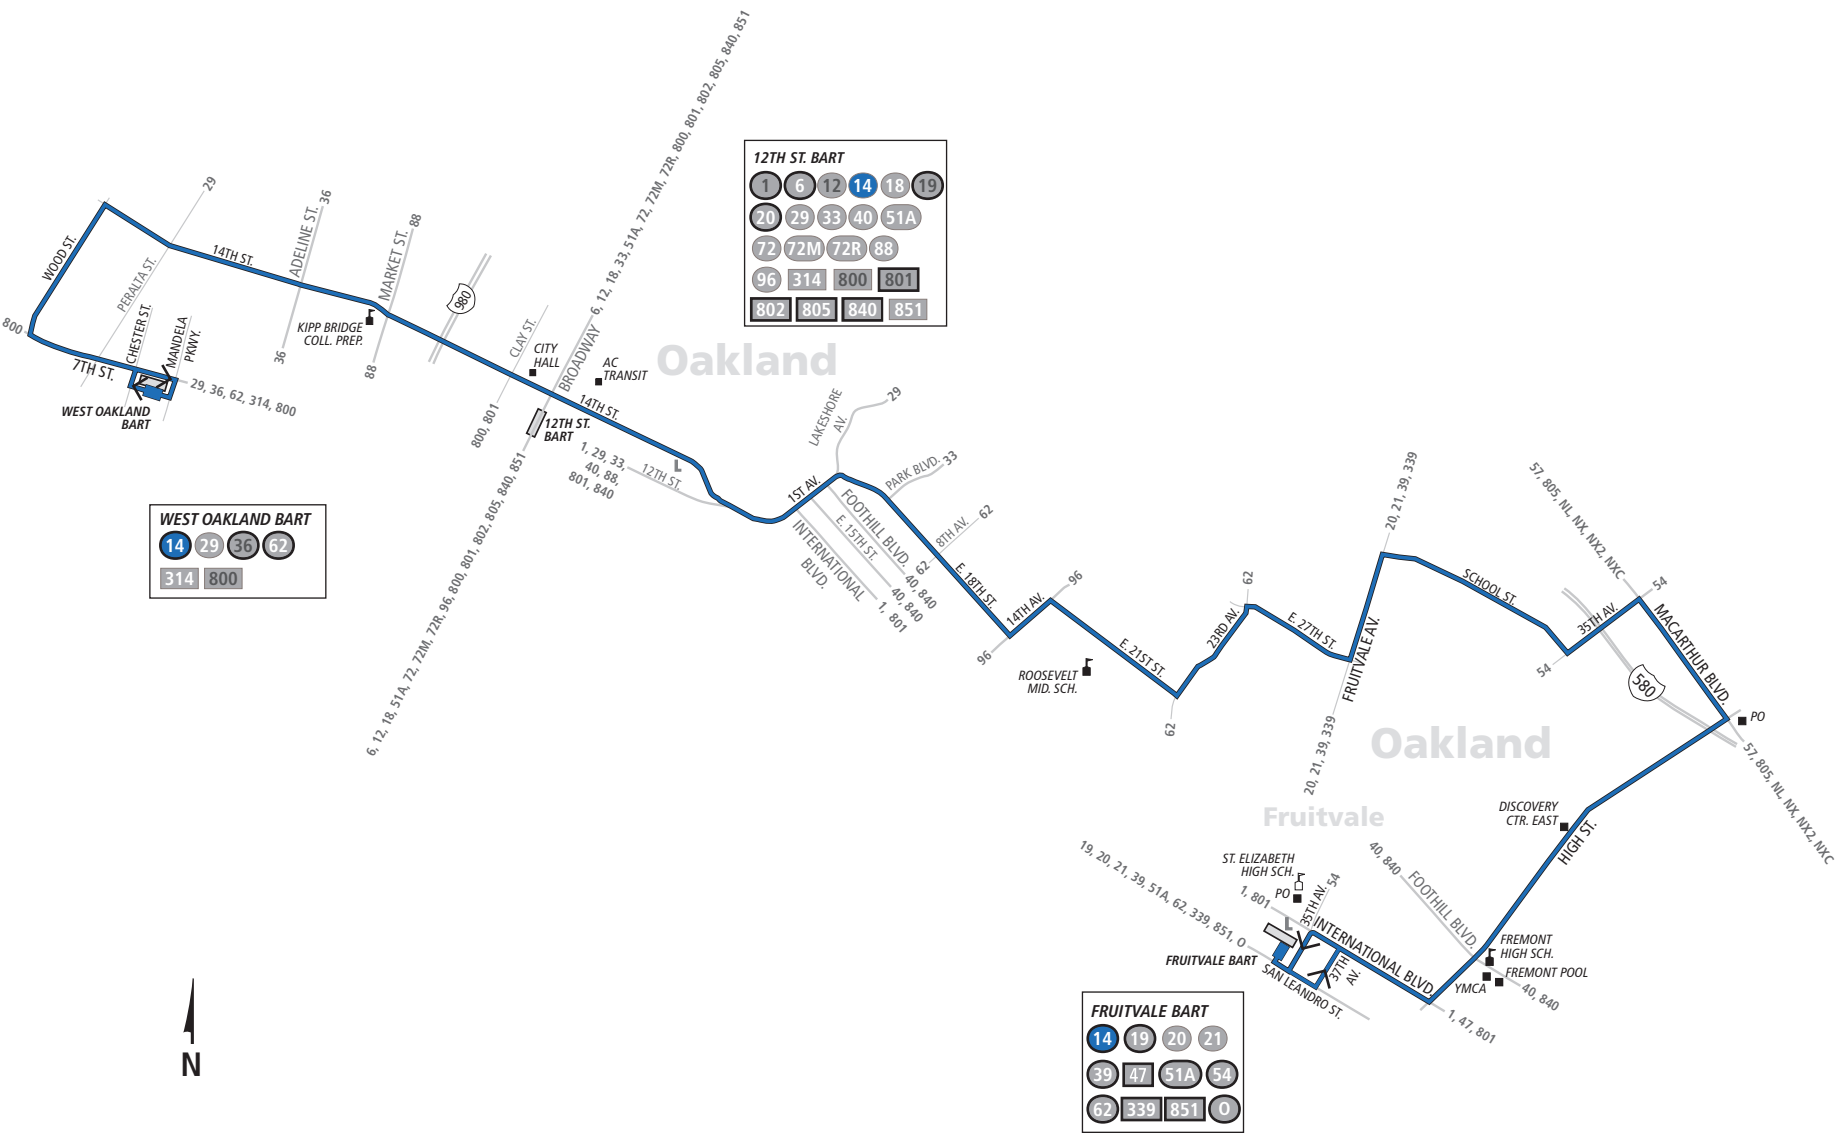 6, 12, 18, 33, 51A, 72, 72M, 72R, 800, 801, 802, 805, 840, 851
12TH ST. BART
1 6 12 14 18 19
20 29 33 40 51A
72 72M 72R 88
96 314 800 801
802 805 840 851
29
ADELINE ST. 36
MARKET ST. 88
WOOD ST.
14TH ST.
PERALTA ST.
980
800
CHESTER ST.
MANDELA
PKWY.
KIPP BRIDGE
COLL. PREP.
36
88
7TH ST.
29, 36, 62, 314, 800
WEST OAKLAND
BART
CLAY ST.
CITY
HALL
BROADWAY
AC
TRANSIT
Oakland
14TH ST.
800, 801
12TH ST.
BART
1, 29, 33,
40, 88,
801, 840
12TH ST.
L
6, 12, 18, 51A, 72, 72M, 72R, 96, 800, 801, 802, 805, 840, 851
WEST OAKLAND BART
14 29 36 62
314 800
LAKESHORE
AV.
29
1ST AV.
PARK BLVD. 33
FOOTHILL BLVD.
40, 840
E. 15TH ST.
40, 840
INTERNATIONAL
BLVD.
1, 801
8TH AV. 62
62
E. 18TH ST.
14TH AV. 96
96
ROOSEVELT
MID. SCH.
E. 21ST ST.
62
23RD AV.
62
E. 27TH ST.
FRUITVALE AV.
20, 21, 39, 339
20, 21, 39, 339
SCHOOL ST.
57, 805, NL, NX, NX2, NXC
54
35TH AV.
54
MACARTHUR BLVD.
580
PO
57, 805, NL, NX, NX2, NXC
Oakland
Fruitvale
DISCOVERY
CTR. EAST
HIGH ST.
40, 840
FOOTHILL BLVD.
19, 20, 21, 39, 51A, 62, 339, 851, O
ST. ELIZABETH
HIGH SCH.
PO
1, 801
35TH AV. 54
L
INTERNATIONAL BLVD.
FRUITVALE BART
37TH
AV.
SAN LEANDRO ST.
FREMONT
HIGH SCH.
FREMONT POOL
YMCA
40, 840
1, 47, 801
FRUITVALE BART
14 19 20 21
39 47 51A 54
62 339 851 O
N